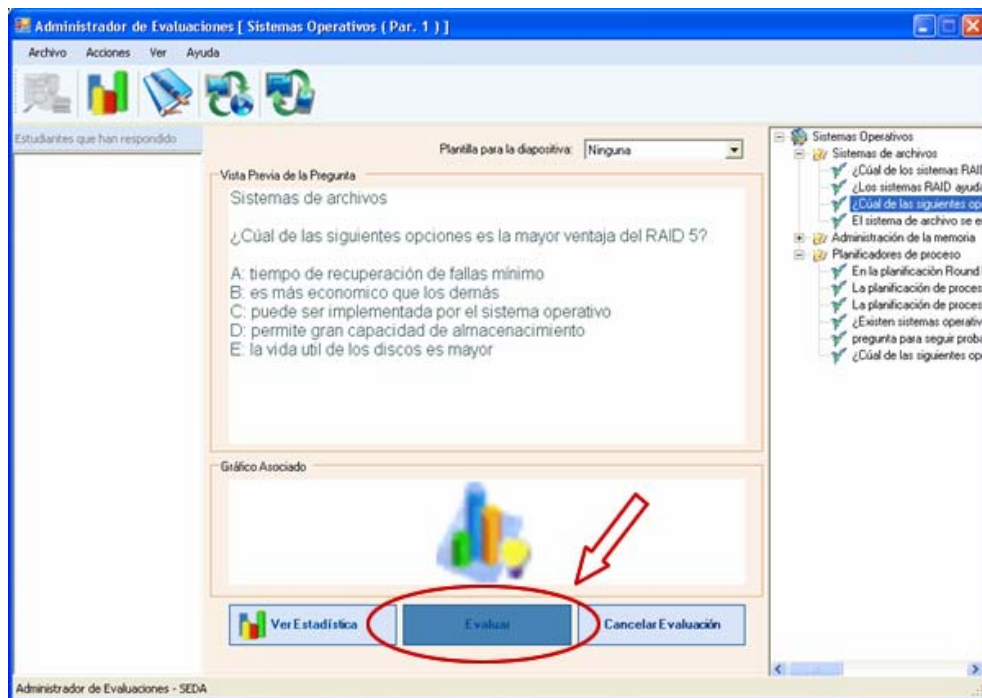 Administrador de Evaluaciones [ Sistemas Operativos ( Par. 1 ) ]
Archivo Acciones Ver Ayuda
Estudiantes que han respondido
Plantilla para la diapositiva: Ninguna
Vista Previa de la Pregunta
Sistemas de archivos
¿Cúal de las siguientes opciones es la mayor ventaja del RAID 5?
A: tiempo de recuperación de fallas mínimo
B: es más economico que los demás
C: puede ser implementada por el sistema operativo
D: permite gran capacidad de almacenacimiento
E: la vida util de los discos es mayor
Gráfico Asociado
Ver Estadística
Evaluar
Cancelar Evaluación
Sistemas Operativos
Sistemas de archivos
¿Cúal de los sistemas RAID
¿Los sistemas RAID ayuda
¿Cúal de las siguientes op
El sistema de archivo se e
Administración de la memoria
Planificadores de proceso
En la planificación Round
La planificación de proces
La planificación de proces
¿Existen sistemas operativ
pregunta para seguir proba
¿Cúal de las siguientes op
Administrador de Evaluaciones - SEDA